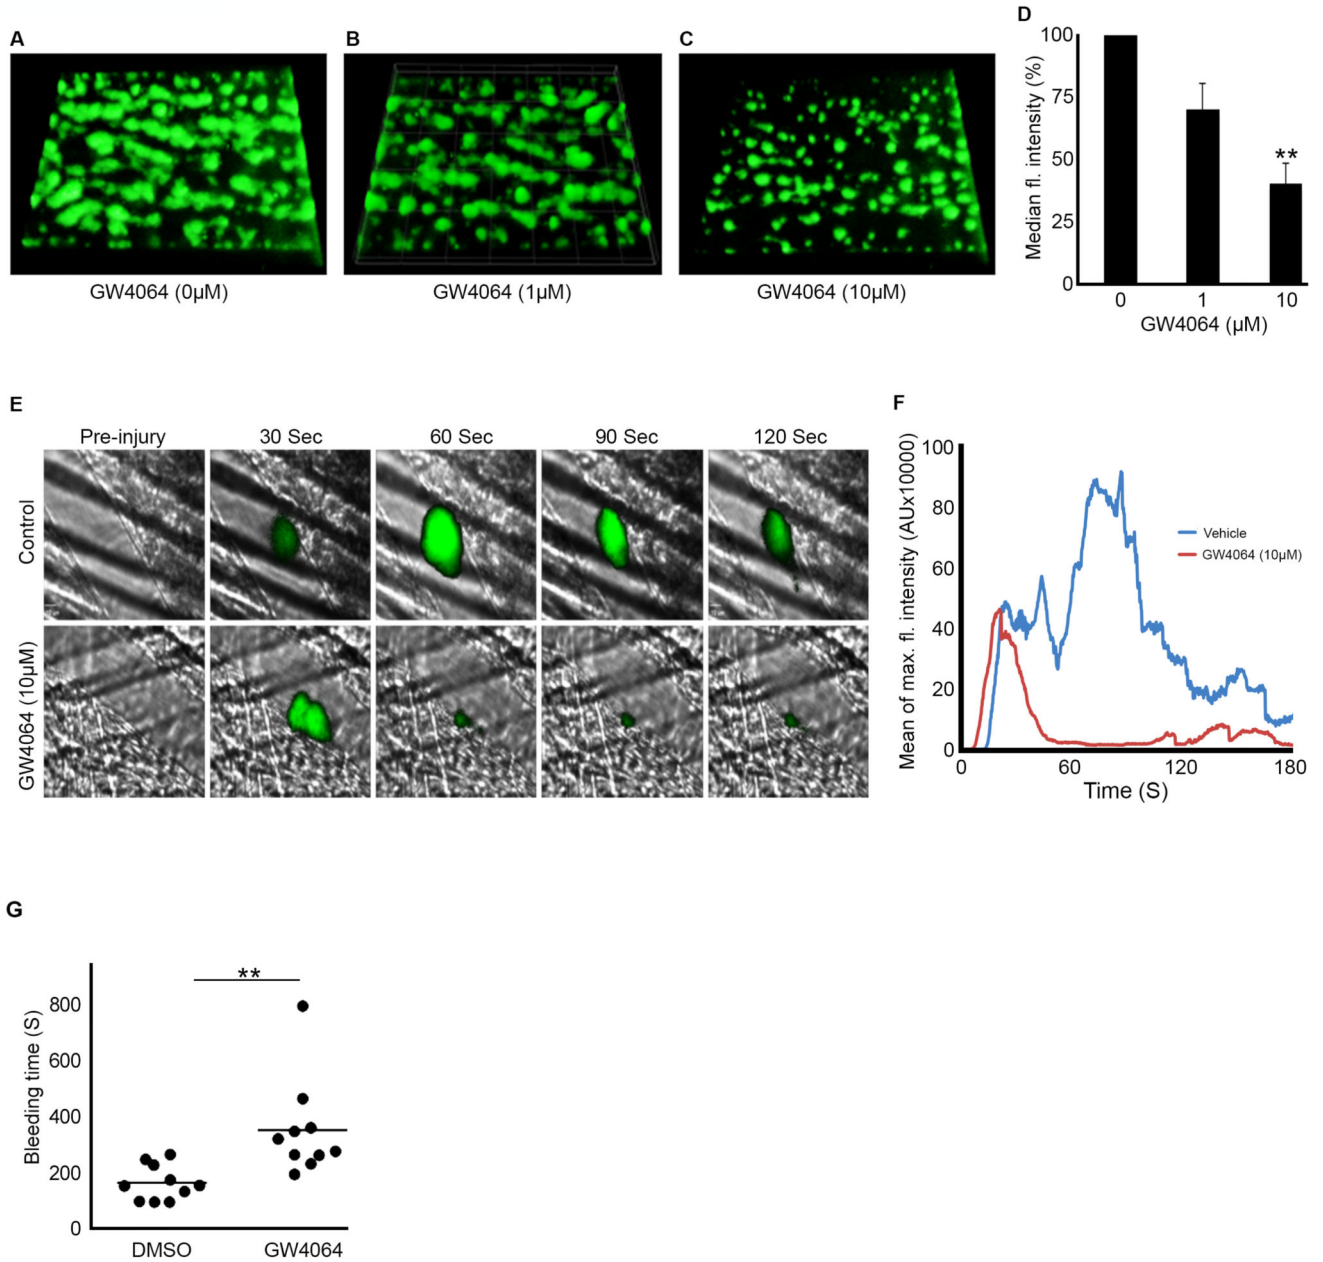 A
B
C
D
GW4064 (0µM)
GW4064 (1µM)
GW4064 (10µM)
Median fl. intensity (%)
100
75
50
25
0
**
0
1
10
GW4064 (µM)
E
Pre-injury
30 Sec
60 Sec
90 Sec
120 Sec
Control
GW4064 (10µM)
F
Mean of max. fl. intensity (AUx10000)
100
80
60
40
20
0
Vehicle
GW4064 (10µM)
0
60
120
180
Time (S)
G
Bleeding time (S)
**
800
600
400
200
0
DMSO
GW4064